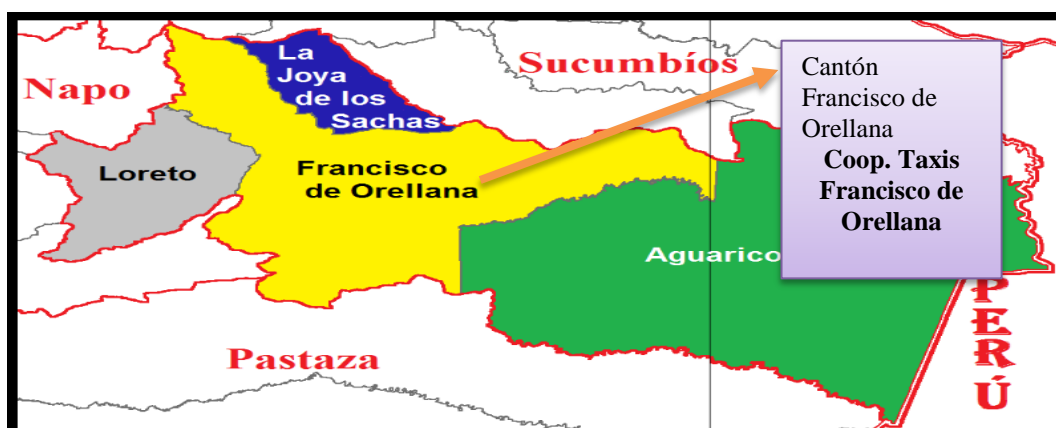 La
Joya
de los
Sachas
Sucumbíos
Napo
Loreto
Francisco
de Orellana
Aguarico
Pastaza
PERÚ
Cantón
Francisco de
Orellana
Coop. Taxis
Francisco de
Orellana